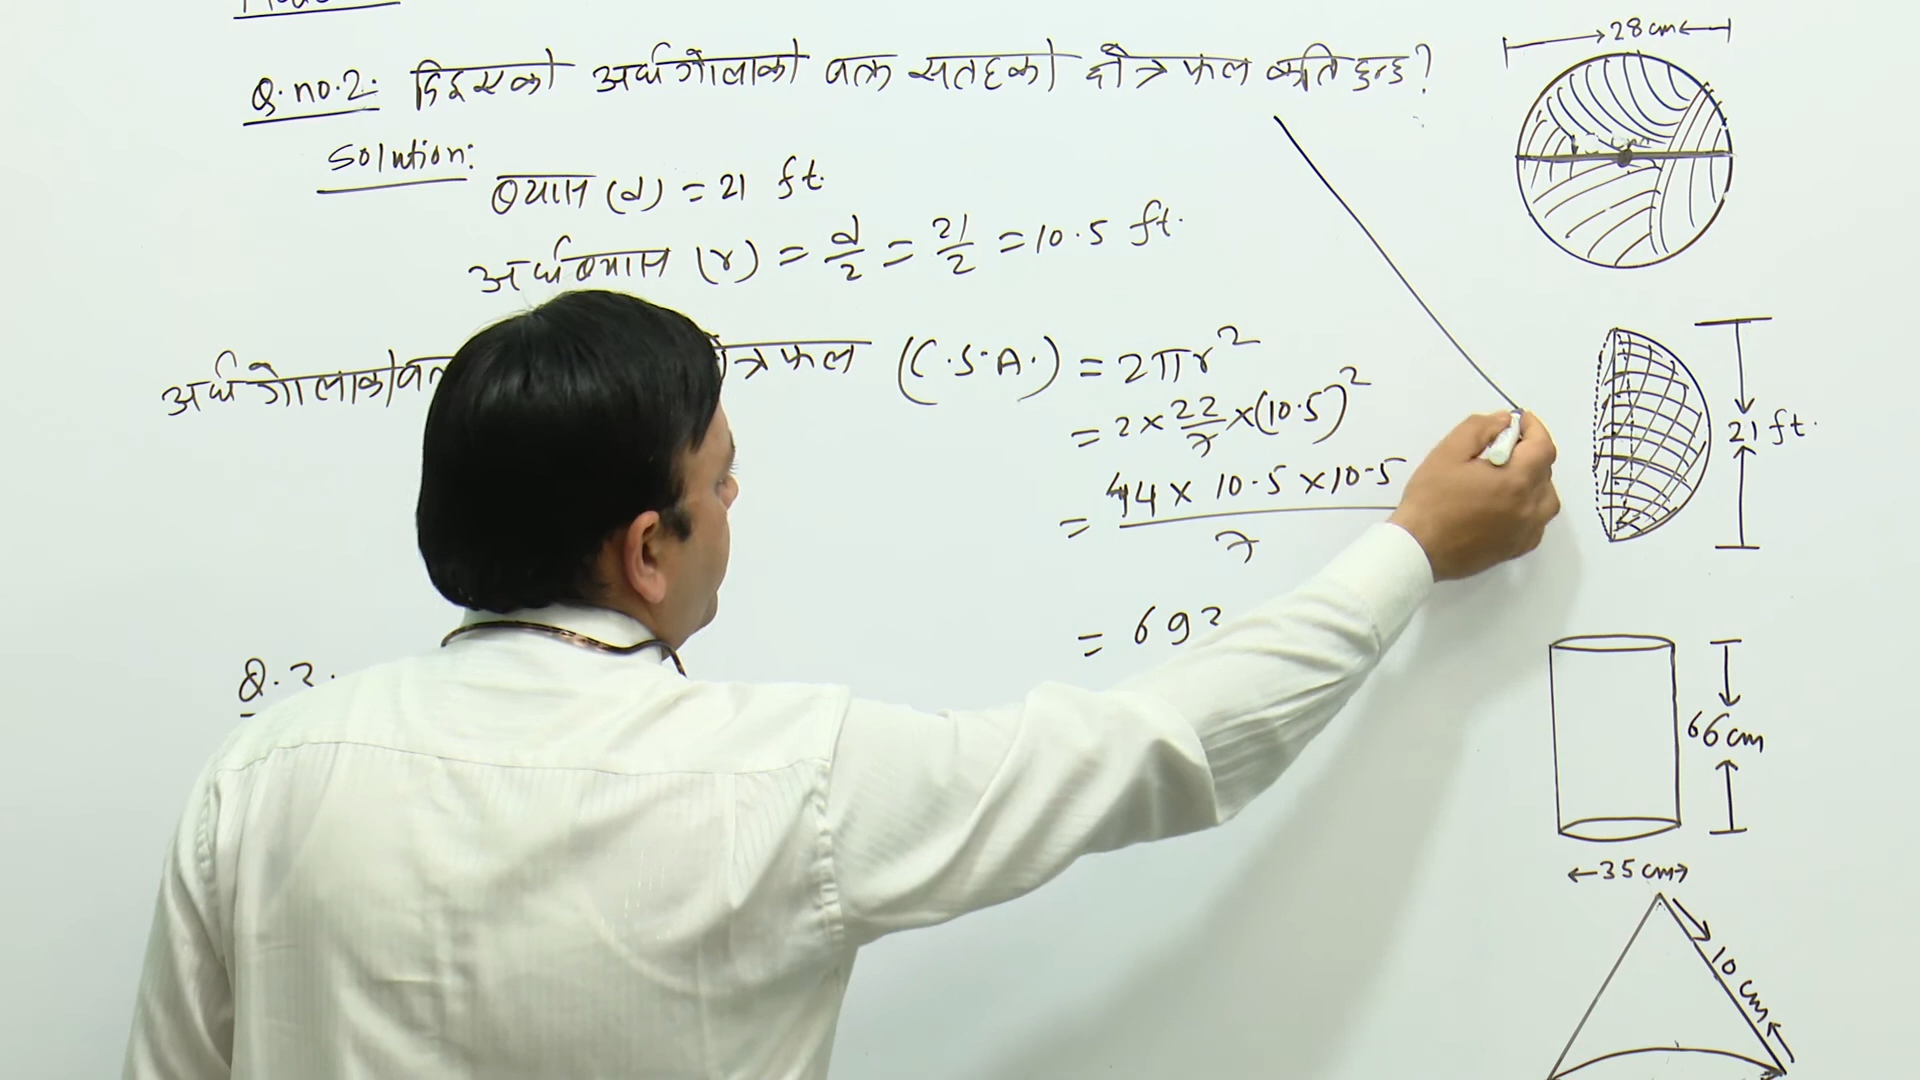 Q.no.2: दिइएको अर्धगोलाको वक्र सतहको क्षेत्रफल कति हुन्छ?
Solution:
व्यास (d) = 21 ft.
अर्धव्यास (r) = d/2 = 21/2 = 10.5 ft.
अर्धगोलाको (C.S.A.) = 2πr²
= 2 × 22/7 × (10.5)²
= 44 × 10.5 × 10.5 / 7
= 693
28 cm
21 ft.
66 cm
35 cm
10 cm